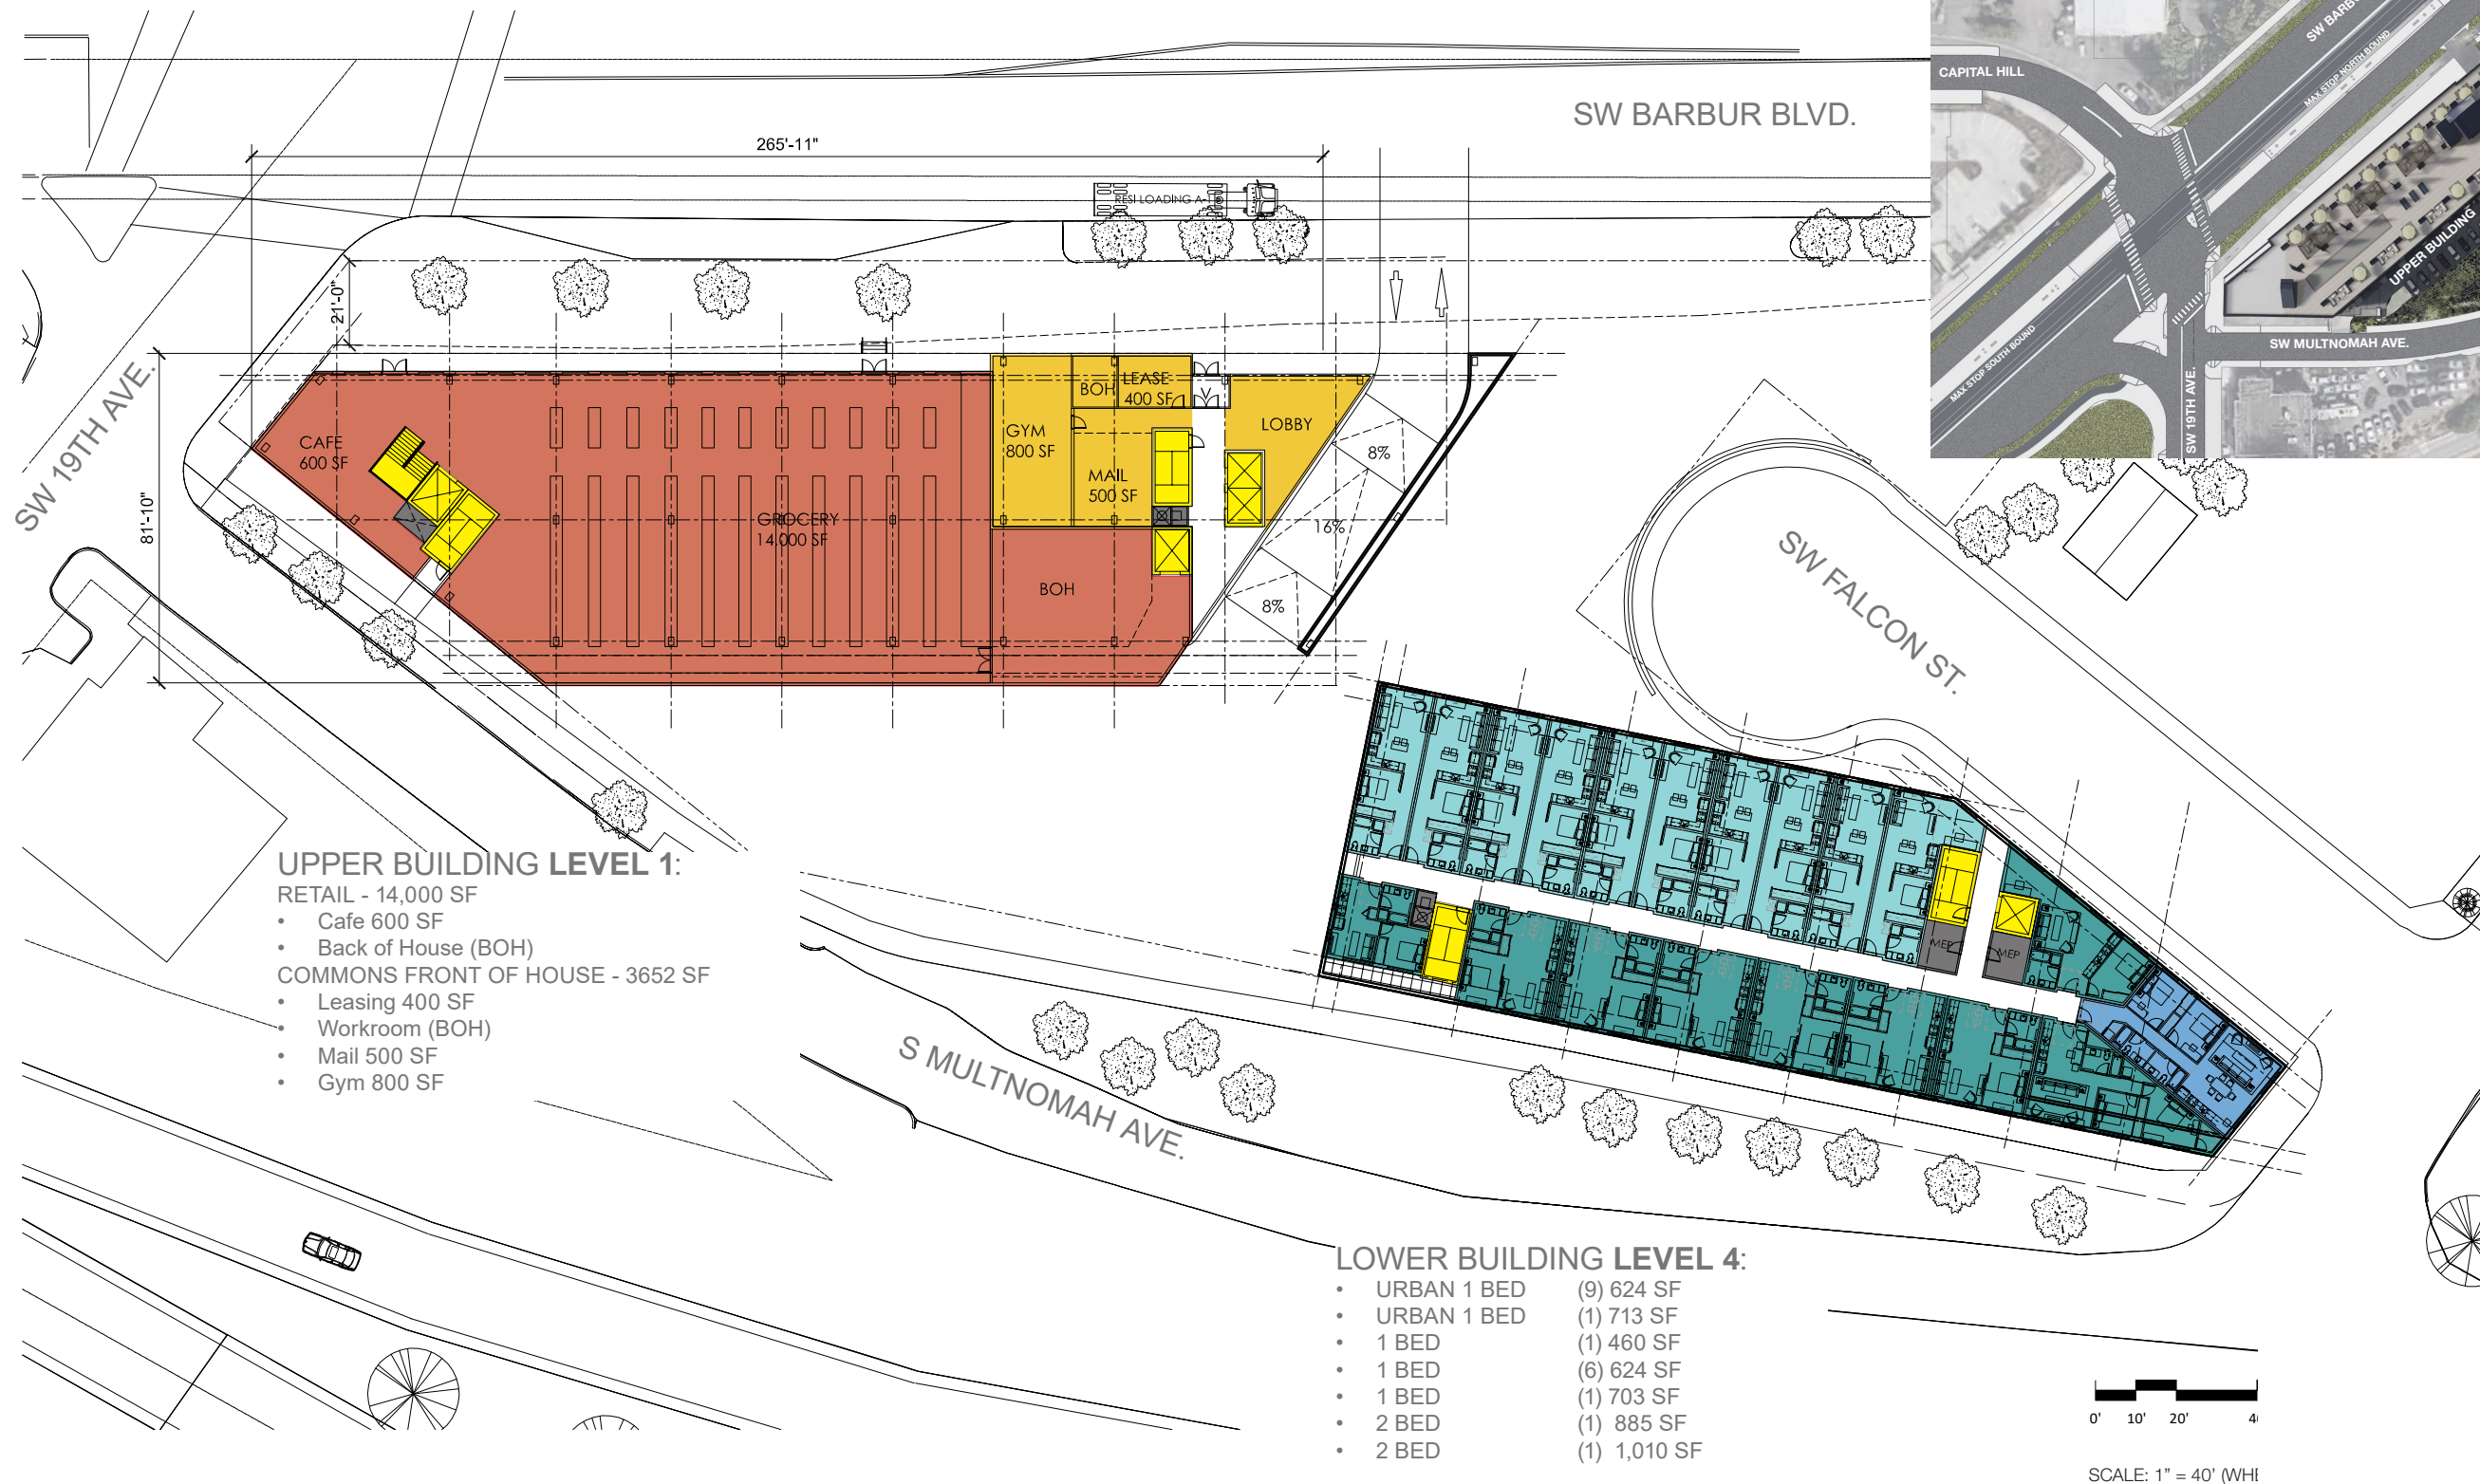 SW BARBUR BLVD.
265'-11"
RESI LOADING A-1
21'-0"
81'-10"
SW 19TH AVE.
CAFE
600 SF
GROCERY
14,000 SF
GYM
800 SF
BOH
LEASE
400 SF
V
MAIL
500 SF
LOBBY
BOH
8%
16%
8%
CAPITAL HILL
MAX STOP NORTH BOUND
UPPER BUILDING
MAX STOP SOUTH BOUND
SW MULTNOMAH AVE.
SW 19TH AVE.
SW FALCON ST.
MEP
MEP
S MULTNOMAH AVE.
UPPER BUILDING LEVEL 1:
RETAIL - 14,000 SF
• Cafe 600 SF
• Back of House (BOH)
COMMONS FRONT OF HOUSE - 3652 SF
• Leasing 400 SF
• Workroom (BOH)
• Mail 500 SF
• Gym 800 SF
LOWER BUILDING LEVEL 4:
• URBAN 1 BED (9) 624 SF
• URBAN 1 BED (1) 713 SF
• 1 BED (1) 460 SF
• 1 BED (6) 624 SF
• 1 BED (1) 703 SF
• 2 BED (1) 885 SF
• 2 BED (1) 1,010 SF
0' 10' 20'
SCALE: 1" = 40'